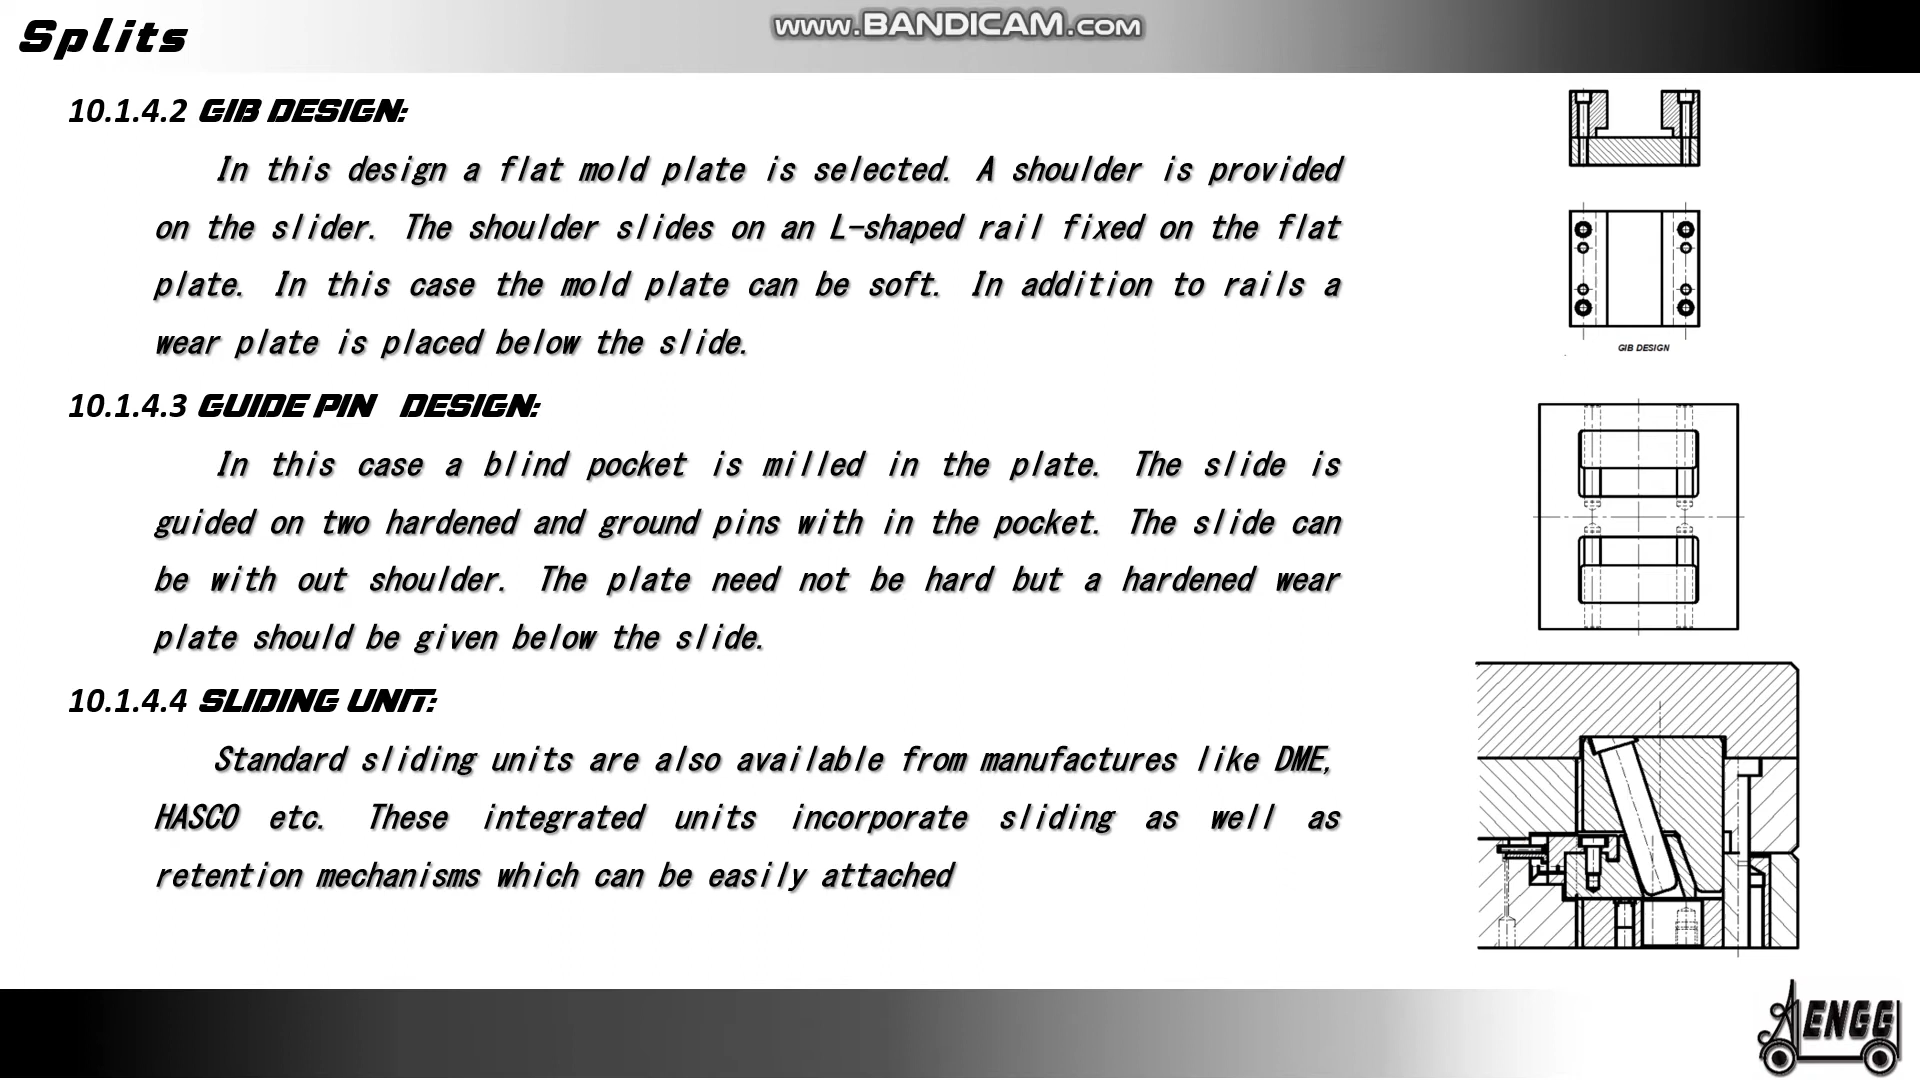 Splits
www.BANDICAM.com
10.1.4.2 GIB DESIGN:
In this design a flat mold plate is selected. A shoulder is provided
on the slider. The shoulder slides on an L-shaped rail fixed on the flat
plate. In this case the mold plate can be soft. In addition to rails a
wear plate is placed below the slide.
GIB DESIGN
10.1.4.3 GUIDE PIN DESIGN:
In this case a blind pocket is milled in the plate. The slide is
guided on two hardened and ground pins with in the pocket. The slide can
be with out shoulder. The plate need not be hard but a hardened wear
plate should be given below the slide.
10.1.4.4 SLIDING UNIT:
Standard sliding units are also available from manufactures like DME,
HASCO etc. These integrated units incorporate sliding as well as
retention mechanisms which can be easily attached
ENGG